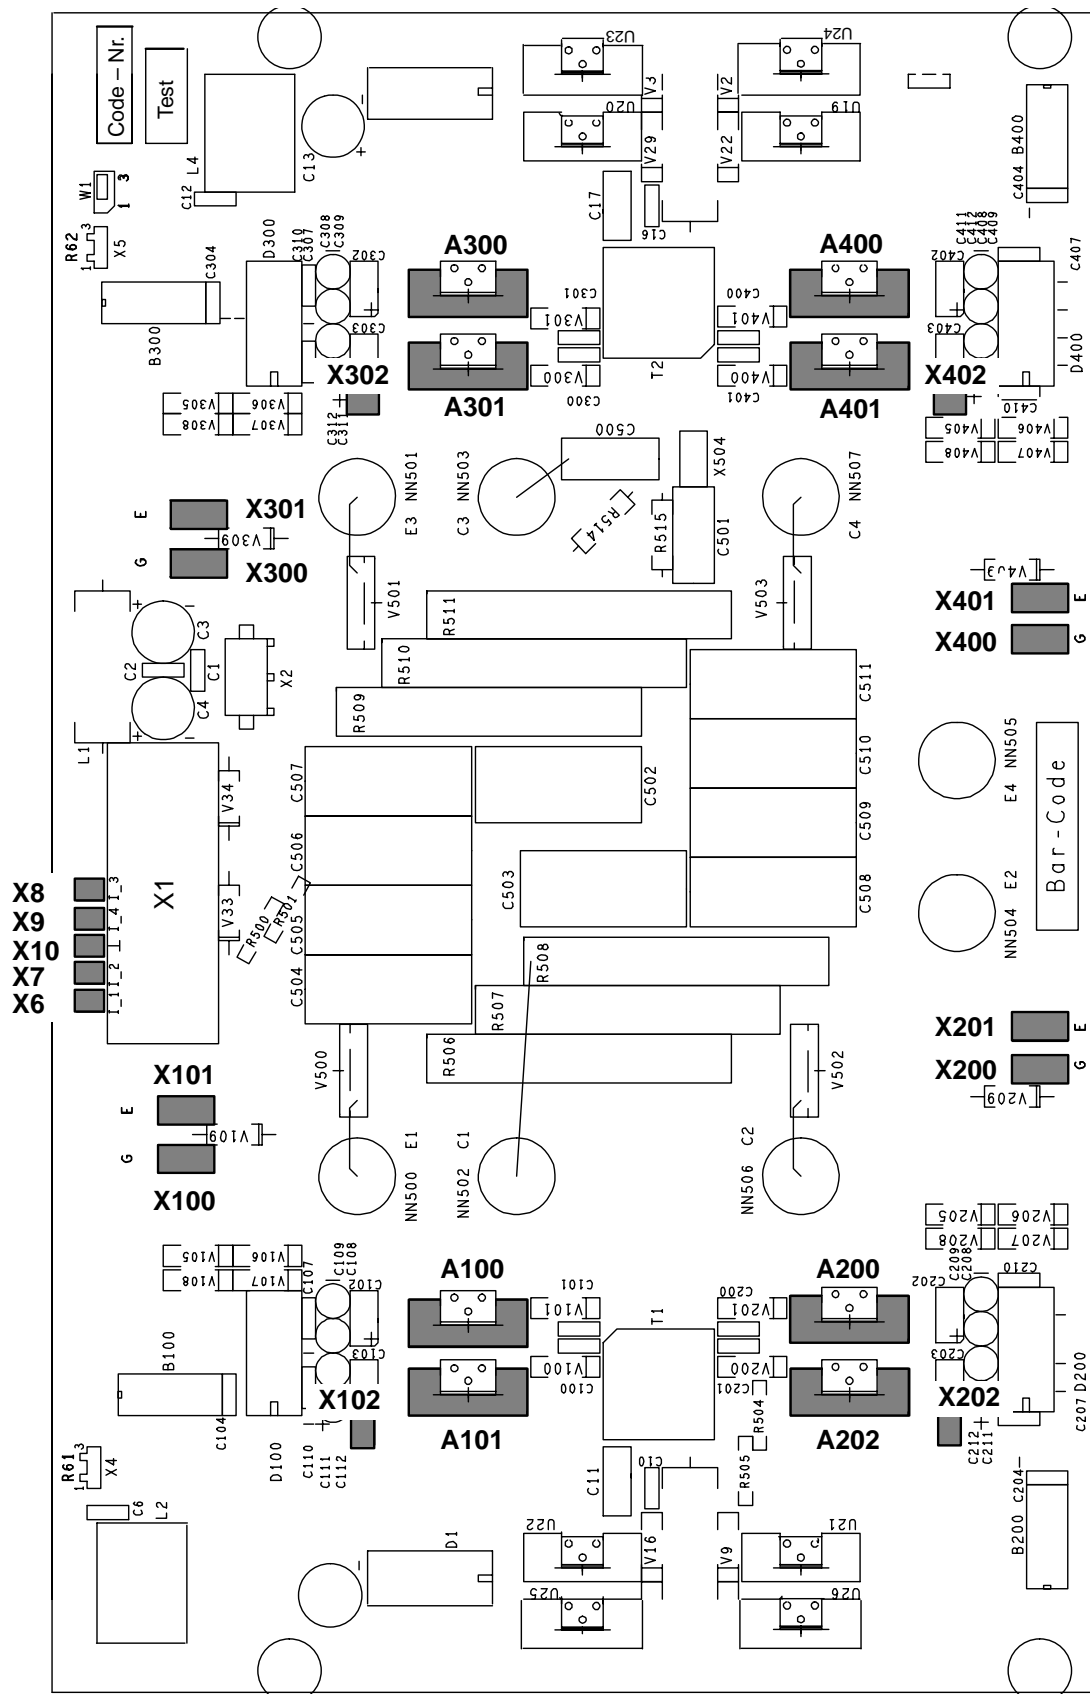 Code – Nr.
Test
L4
C12
C13
W1
1 3
R62
X5
1 3
U23
U24
V3
V2
U20
U19
V29
V22
C17
C16
B400
C404
D300
C304
C310
C307
C308
C309
C302
C303
B300
A300
A400
C301
C400
V301
V401
T2
V300
V400
C300
C401
A301
A401
C411
C412
C408
C409
C402
C403
C407
D400
X302
X402
C410
V305
V306
V308
V307
C312
C311
V405
V406
V408
V407
C500
X504
NN501
E3
NN503
C3
R514
R515
C501
NN507
C4
E
X301
V309
G
X300
V501
V503
V409
X401
E
X400
G
R511
R510
R509
C3
C2
C1
C4
X2
L1
C511
C510
C509
C508
C507
C506
C505
C504
C502
C503
V34
V33
X1
R500
R501
NN505
E4
Bar-Code
E2
NN504
X8
I_3
X9
I_4
X10
X7
I_2
X6
I_1
R508
R507
R506
V500
V502
X201
E
X200
G
V209
X101
E
V109
G
X100
E1
NN500
C1
NN502
C2
NN506
V105
V106
V108
V107
C107
C109
C108
C102
C103
A100
A200
C101
C200
V101
V201
T1
V100
V200
C100
C201
V205
V206
V208
V207
C209
C208
C210
C202
C203
B100
C104
X102
X202
A101
A202
R504
R505
D200
C207
C212
C211
C204
D100
C110
C111
C112
R61
X4
1 3
C6
L2
C11
C10
U22
U21
V16
V9
D1
U25
U26
B200